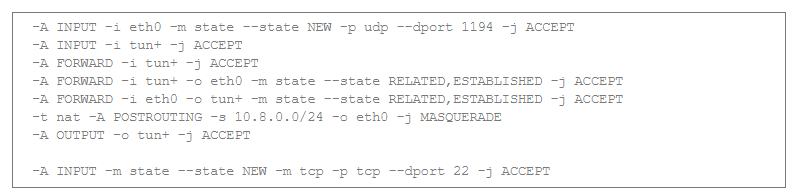 -A INPUT -i eth0 -m state --state NEW -p udp --dport 1194 -j ACCEPT
-A INPUT -i tun+ -j ACCEPT
-A FORWARD -i tun+ -j ACCEPT
-A FORWARD -i tun+ -o eth0 -m state --state RELATED,ESTABLISHED -j ACCEPT
-A FORWARD -i eth0 -o tun+ -m state --state RELATED,ESTABLISHED -j ACCEPT
-t nat -A POSTROUTING -s 10.8.0.0/24 -o eth0 -j MASQUERADE
-A OUTPUT -o tun+ -j ACCEPT
-A INPUT -m state --state NEW -m tcp -p tcp --dport 22 -j ACCEPT